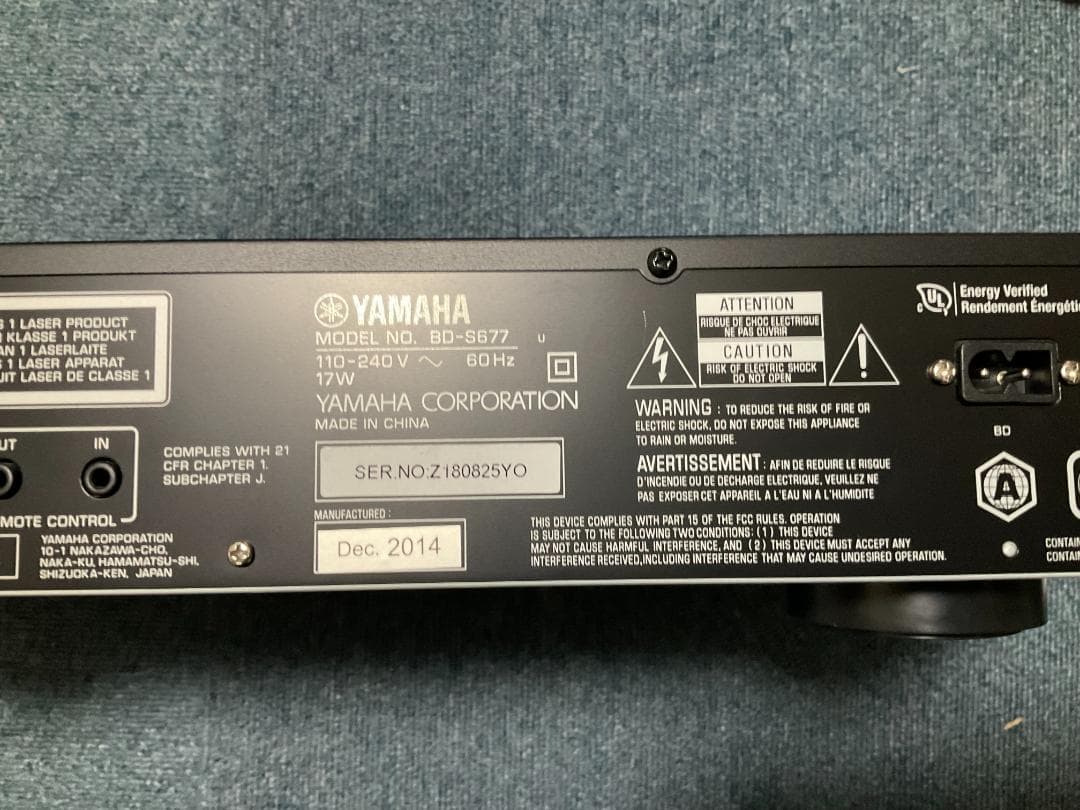 1 LASER PRODUCT
KLASSE 1 PRODUKT
1 LASERLAITE
1 LASER APPARAT
LASER DE CLASSE 1
IN
CONTROL
COMPLIES WITH 21
CFR CHAPTER 1.
SUBCHAPTER J.
YAMAHA CORPORATION
10-1 NAKAZAWA-CHO,
NAKA-KU, HAMAMATSU-SHI,
SHIZUOKA-KEN, JAPAN
YAMAHA
MODEL NO. BD-S677 U
110-240V ~ 60Hz
17W
YAMAHA CORPORATION
MADE IN CHINA
SER.NO:Z180825YO
MANUFACTURED :
Dec. 2014
ATTENTION
RISQUE DE CHOC ELECTRIQUE
NE PAS OUVRIR
CAUTION
RISK OF ELECTRIC SHOCK
DO NOT OPEN
WARNING : TO REDUCE THE RISK OF FIRE OR
ELECTRIC SHOCK, DO NOT EXPOSE THIS APPLIANCE
TO RAIN OR MOISTURE.
AVERTISSEMENT : AFIN DE REDUIRE LE RISQUE
D'INCENDIE OU DE DECHARGE ELECTRIQUE, VEUILLEZ NE
PAS EXPOSER CET APPAREIL A L'EAU NI A L'HUMIDITE
THIS DEVICE COMPLIES WITH PART 15 OF THE FCC RULES. OPERATION
IS SUBJECT TO THE FOLLOWING TWO CONDITIONS: (1) THIS DEVICE
MAY NOT CAUSE HARMFUL INTERFERENCE, AND (2) THIS DEVICE MUST ACCEPT ANY
INTERFERENCE RECEIVED,INCLUDING INTERFERENCE THAT MAY CAUSE UNDESIRED OPERATION.
c UL Energy Verified
Rendement
BD
A